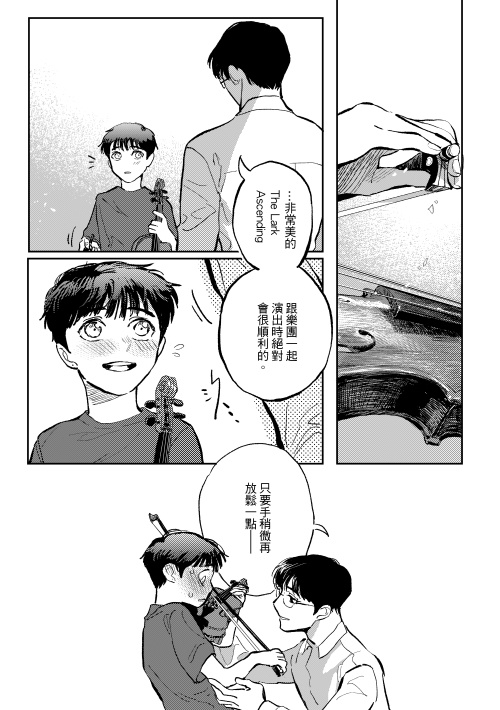 …非常美的
The Lark
Ascending
跟樂團一起
演出時絕對
會很順利的。
只要手稍微再
放鬆一點——